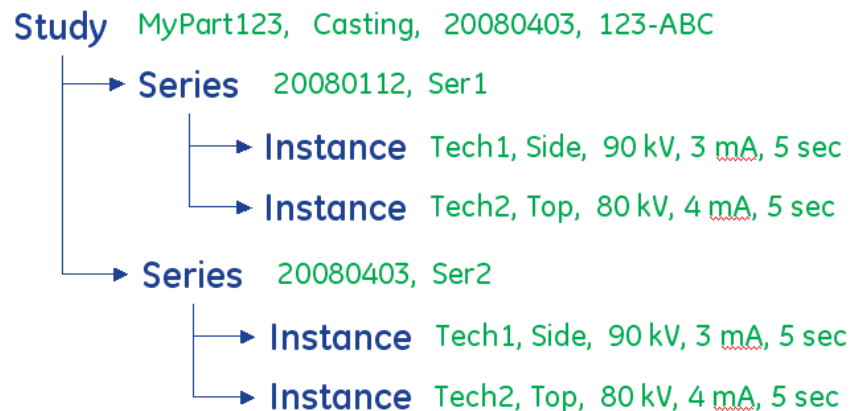 Study MyPart123, Casting, 20080403, 123-ABC
Series 20080112, Ser1
Instance Tech1, Side, 90 kV, 3 mA, 5 sec
Instance Tech2, Top, 80 kV, 4 mA, 5 sec
Series 20080403, Ser2
Instance Tech1, Side, 90 kV, 3 mA, 5 sec
Instance Tech2, Top, 80 kV, 4 mA, 5 sec